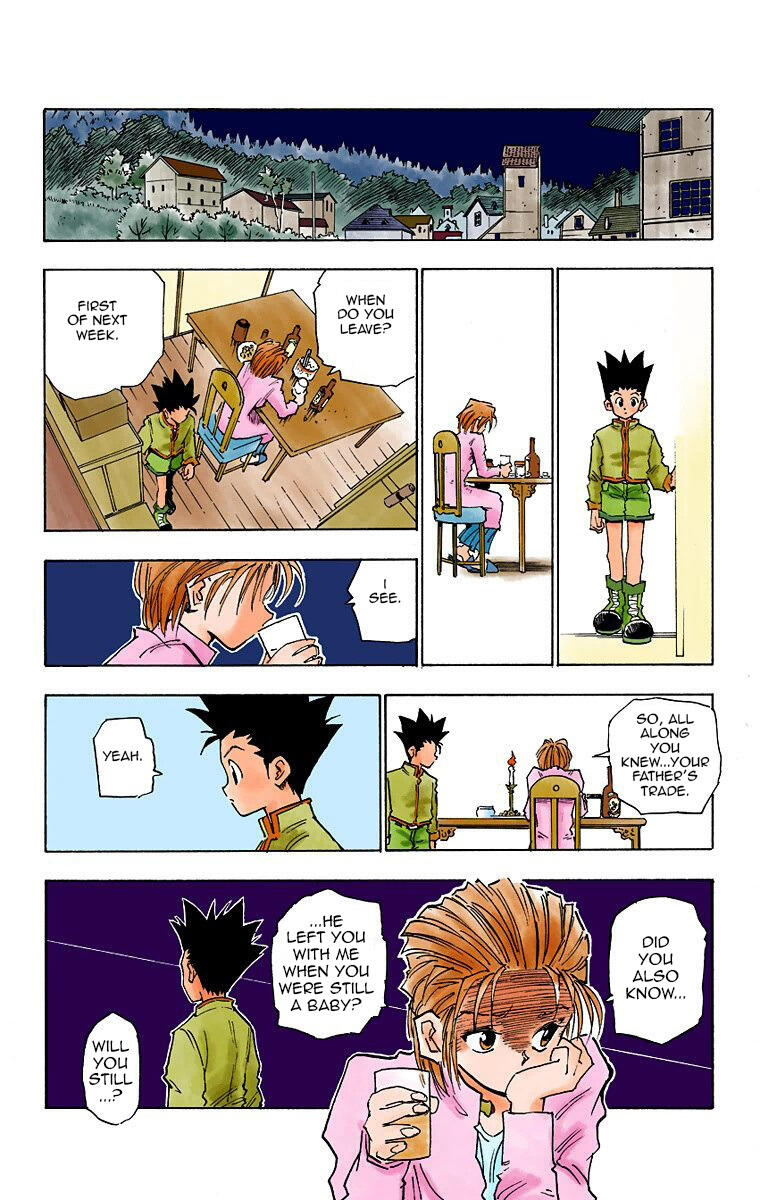 WHEN
DO YOU
LEAVE?
FIRST
OF NEXT
WEEK.
I
SEE.
SO, ALL
ALONG
YOU
KNEW...YOUR
FATHER'S
TRADE.
YEAH.
DID
YOU
ALSO
KNOW...
...HE
LEFT YOU
WITH ME
WHEN YOU
WERE STILL
A BABY?
WILL
YOU
STILL
...?